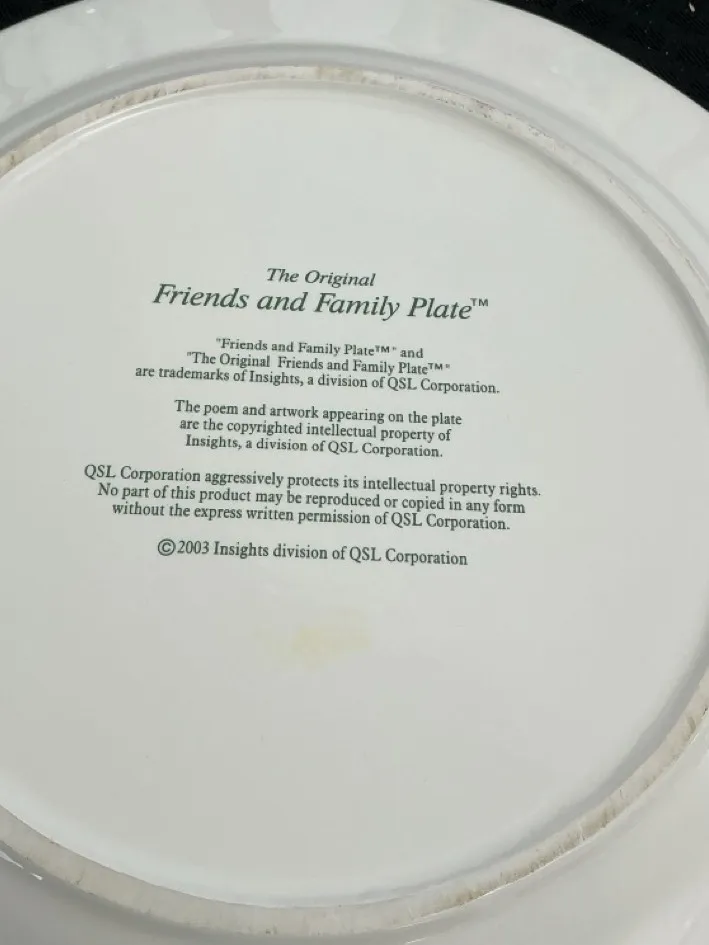 The Original
Friends and Family Plate™
"Friends and Family Plate™" and
"The Original Friends and Family Plate™"
are trademarks of Insights, a division of QSL Corporation.
The poem and artwork appearing on the plate
are the copyrighted intellectual property of
Insights, a division of QSL Corporation.
QSL Corporation aggressively protects its intellectual property rights.
No part of this product may be reproduced or copied in any form
without the express written permission of QSL Corporation.
©2003 Insights division of QSL Corporation